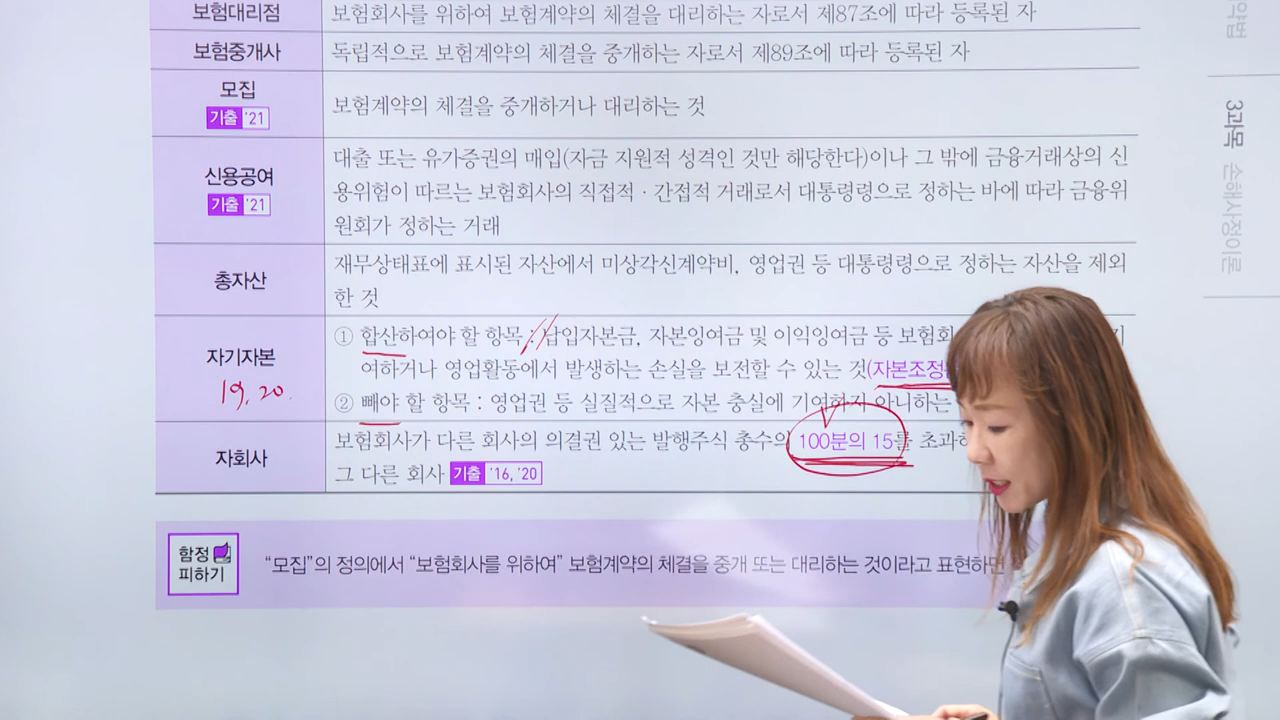 보험대리점
보험회사를 위하여 보험계약의 체결을 대리하는 자로서 제87조에 따라 등록된 자
보험중개사
독립적으로 보험계약의 체결을 중개하는 자로서 제89조에 따라 등록된 자
모집
기출 '21
보험계약의 체결을 중개하거나 대리하는 것
신용공여
기출 '21
대출 또는 유가증권의 매입(자금 지원적 성격인 것만 해당한다)이나 그 밖에 금융거래상의 신
용위험이 따르는 보험회사의 직접적 · 간접적 거래로서 대통령령으로 정하는 바에 따라 금융위
원회가 정하는 거래
총자산
재무상태표에 표시된 자산에서 미상각신계약비, 영업권 등 대통령령으로 정하는 자산을 제외
한 것
자기자본
19, 20.
① 합산하여야 할 항목 : 납입자본금, 자본잉여금 및 이익잉여금 등 보험회
여하거나 영업활동에서 발생하는 손실을 보전할 수 있는 것(자본조정
② 빼야 할 항목 : 영업권 등 실질적으로 자본 충실에 기여하지 아니하는
자회사
보험회사가 다른 회사의 의결권 있는 발행주식 총수의 100분의 15를 초과하
그 다른 회사 기출 '16, '20
함정
피하기
“모집”의 정의에서 “보험회사를 위하여” 보험계약의 체결을 중개 또는 대리하는 것이라고 표현하면
약법
3과목 손해사정이론